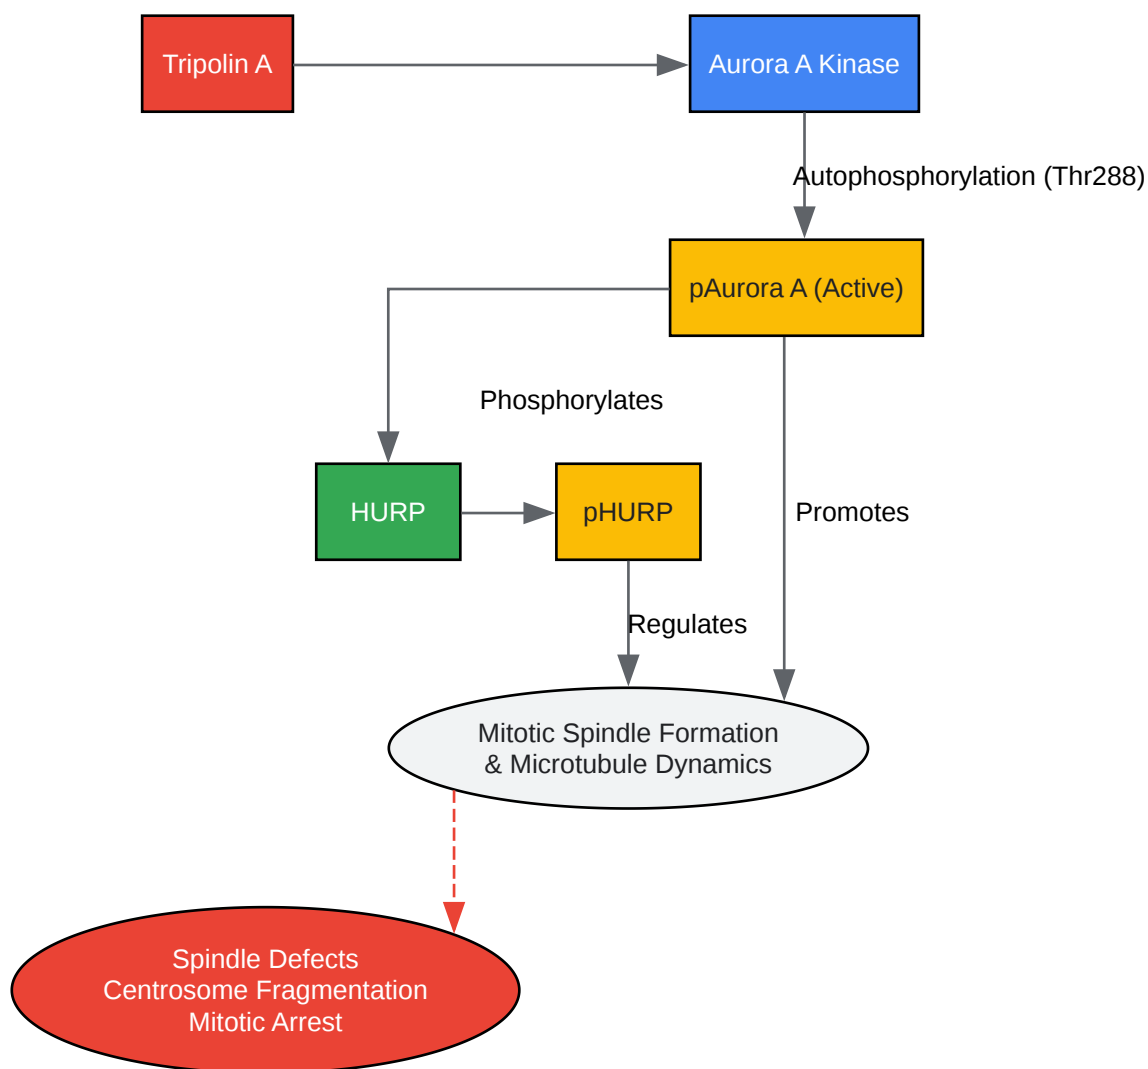 Tripolin A
Aurora A Kinase
Autophosphorylation (Thr288)
pAurora A (Active)
Phosphorylates
HURP
pHURP
Promotes
Regulates
Mitotic Spindle Formation
& Microtubule Dynamics
Spindle Defects
Centrosome Fragmentation
Mitotic Arrest